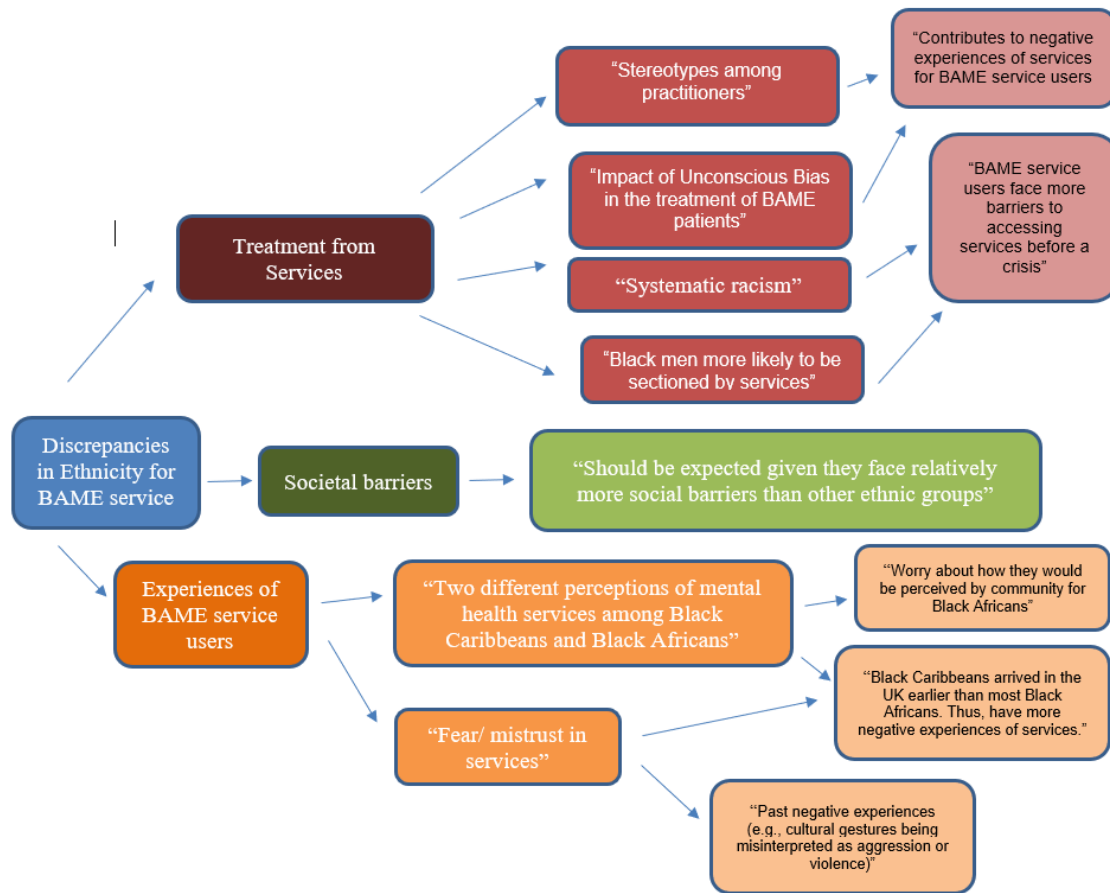 “Stereotypes among
practitioners”
“Contributes to negative
experiences of services
for BAME service users
“Impact of Unconscious Bias
in the treatment of BAME
patients”
“BAME service
users face more
barriers to
accessing
services before a
crisis”
Treatment from
Services
“Systematic racism”
“Black men more likely to be
sectioned by services”
Discrepancies
in Ethnicity for
BAME service
Societal barriers
“Should be expected given they face relatively
more social barriers than other ethnic groups”
Experiences of
BAME service
users
“Two different perceptions of mental
health services among Black
Caribbeans and Black Africans”
“Worry about how they would
be perceived by community for
Black Africans”
“Black Caribbeans arrived in the
UK earlier than most Black
Africans. Thus, have more
negative experiences of services.”
“Fear/ mistrust in
services”
“Past negative experiences
(e.g., cultural gestures being
misinterpreted as aggression or
violence)”